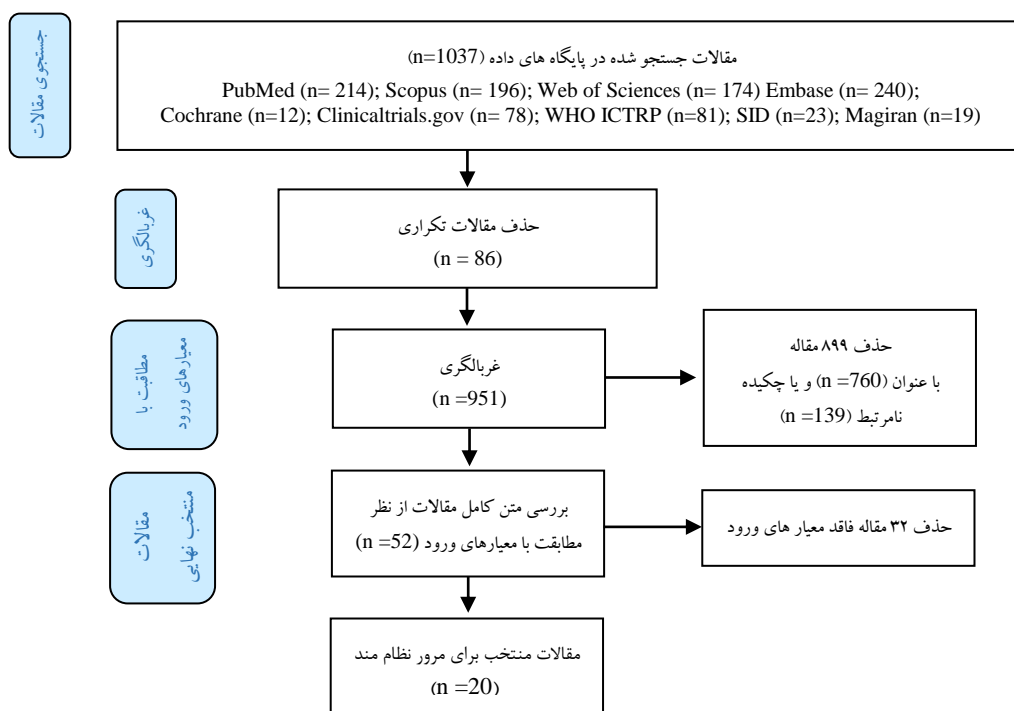 جستجوی مقالات
مقالات جستجو شده در پایگاه های داده (n=1037)
PubMed (n= 214); Scopus (n= 196); Web of Sciences (n= 174) Embase (n= 240);
Cochrane (n=12); Clinicaltrials.gov (n= 78); WHO ICTRP (n=81); SID (n=23); Magiran (n=19)
غربالگری
حذف مقالات تکراری
(n = 86)
مطاقبت با
معیارهای ورود
غربالگری
(n =951)
حذف ۸۹۹ مقاله
با عنوان (n =760) و یا چکیده
نامرتبط (n =139)
مقالات
منتخب نهایی
بررسی متن کامل مقالات از نظر
مطابقت با معیارهای ورود (n =52)
حذف ۳۲ مقاله فاقد معیار های ورود
مقالات منتخب برای مرور نظام مند
(n =20)